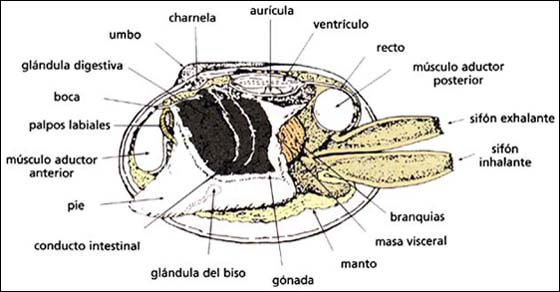 aurícula
charnela
ventrículo
umbo
recto
glándula digestiva
músculo aductor
posterior
boca
sifón exhalante
palpos labiales
sifón
inhalante
músculo aductor
anterior
pie
branquias
conducto intestinal
masa visceral
manto
glándula del biso
gónada